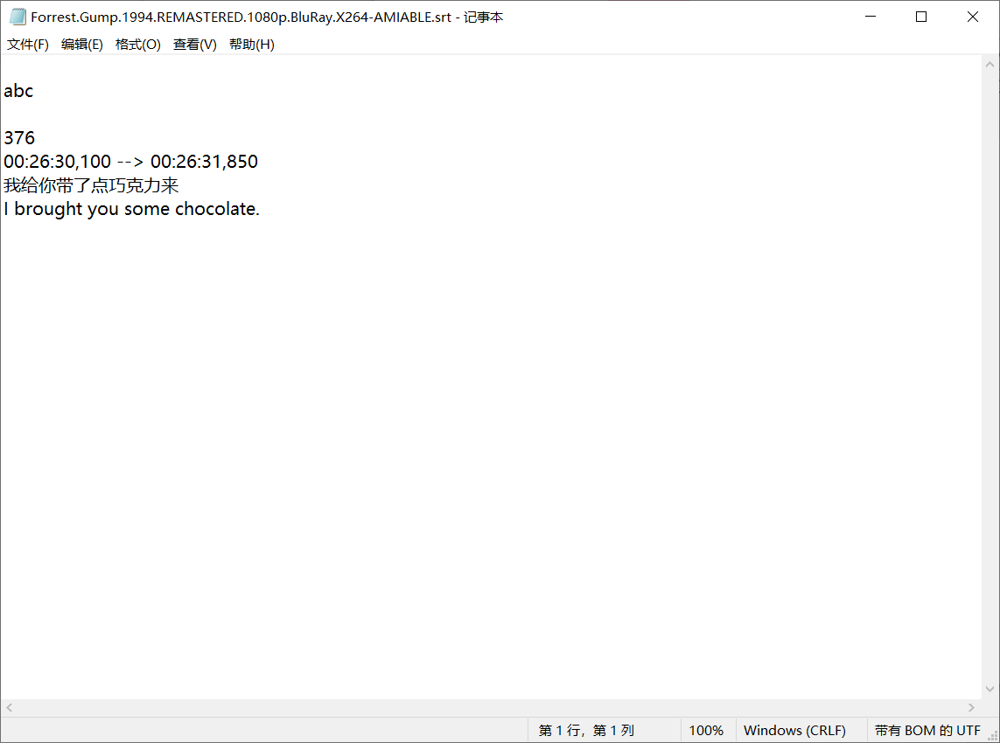 Forrest.Gump.1994.REMASTERED.1080p.BluRay.X264-AMIABLE.srt - 记事本
文件(F) 编辑(E) 格式(O) 查看(V) 帮助(H)
abc
376
00:26:30,100 --> 00:26:31,850
我给你带了点巧克力来
I brought you some chocolate.
第 1 行，第 1 列 100% Windows (CRLF) 带有 BOM 的 UTF